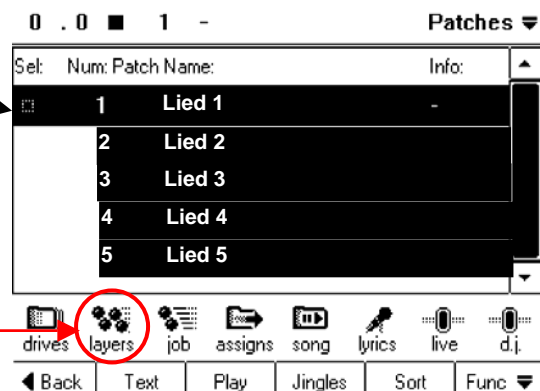 0 . 0 ■ 1 - Patches
Sel: Num: Patch Name: Info:
1 Lied 1 -
2 Lied 2
3 Lied 3
4 Lied 4
5 Lied 5
drives layers job assigns song lyrics live d.j.
Back Text Play Jingles Sort Func